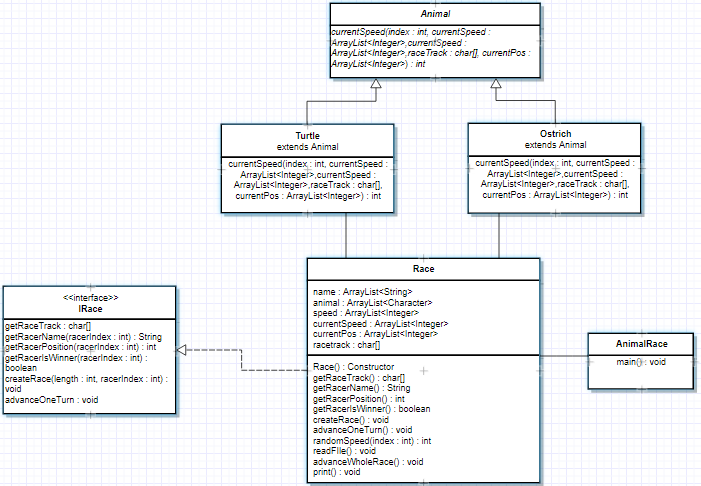 Animal
currentSpeed(index : int, currentSpeed :
ArrayList<Integer>,currentSpeed :
ArrayList<Integer>,raceTrack : char[], currentPos :
ArrayList<Integer>) : int
Turtle
extends Animal
currentSpeed(index : int, currentSpeed :
ArrayList<Integer>,currentSpeed :
ArrayList<Integer>,raceTrack : char[],
currentPos : ArrayList<Integer>) : int
Ostrich
extends Animal
currentSpeed(index : int, currentSpeed :
ArrayList<Integer>,currentSpeed :
ArrayList<Integer>,raceTrack : char[],
currentPos : ArrayList<Integer>) : int
<<interface>>
IRace
getRaceTrack : char[]
getRacerName(racerIndex : int) : String
getRacerPosition(racerIndex : int) : int
getRacerIsWinner(racerIndex : int) :
boolean
createRace(length : int, racerIndex : int) :
void
advanceOneTurn : void
Race
name : ArrayList<String>
animal : ArrayList<Character>
speed : ArrayList<Integer>
currentSpeed : ArrayList<Integer>
currentPos : ArrayList<Integer>
racetrack : char[]
Race() : Constructor
getRaceTrack() : char[]
getRacerName() : String
getRacerPosition() : int
getRacerIsWinner() : boolean
createRace() : void
advanceOneTurn() : void
randomSpeed(index : int) : int
readFIle() : void
advanceWholeRace() : void
print() : void
AnimalRace
main() : void